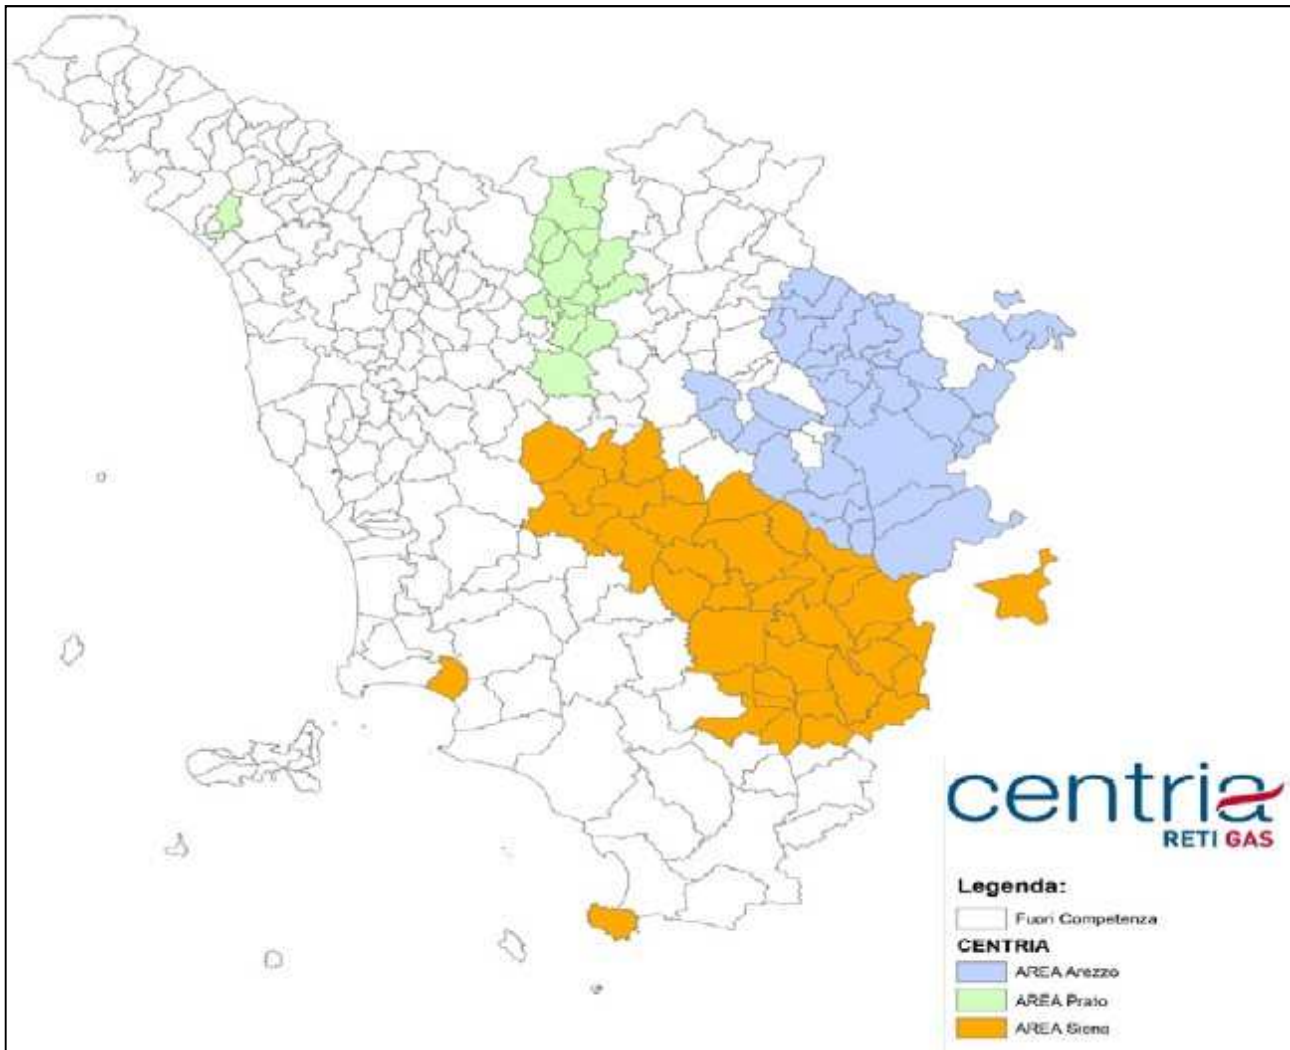 centria
RETI GAS
Legenda:
Fuori Competenza
CENTRIA
AREA Arezzo
AREA Prato
AREA Siena